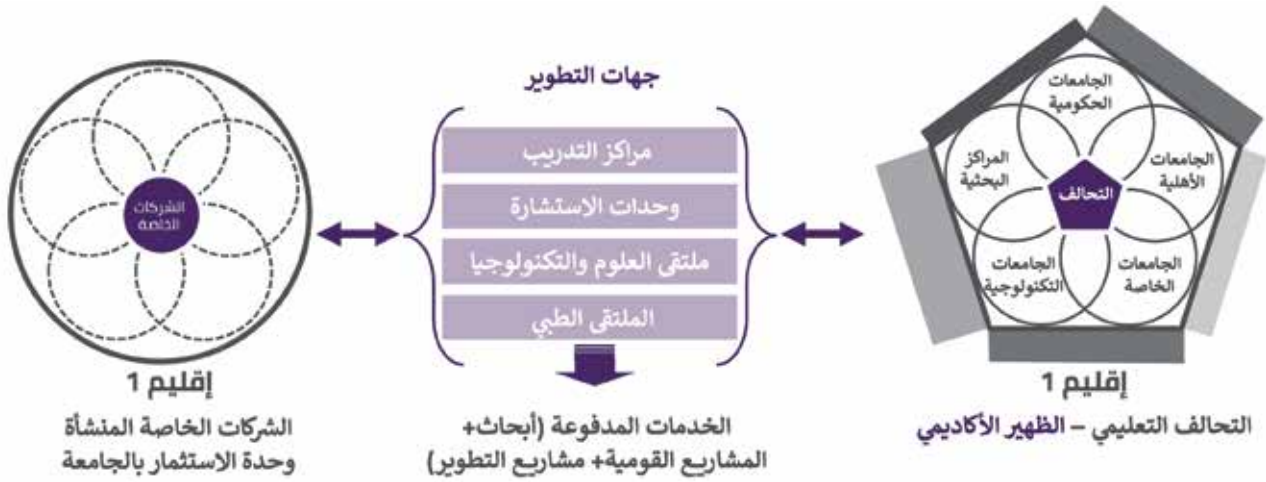 الجامعات
الحكومية
الجامعات
الأهلية
المراكز
البحثية
التحالف
الجامعات
الخاصة
الجامعات
التكنولوجية
إقليم 1
التحالف التعليمي – الظهير الأكاديمي
جهات التطوير
مراكز التدريب
وحدات الاستشارة
ملتقى العلوم والتكنولوجيا
الملتقى الطبي
الخدمات المدفوعة (أبحاث+
المشاريع القومية+ مشاريع التطوير)
الشركات
الخاصة
إقليم 1
الشركات الخاصة المنشأة
وحدة الاستثمار بالجامعة